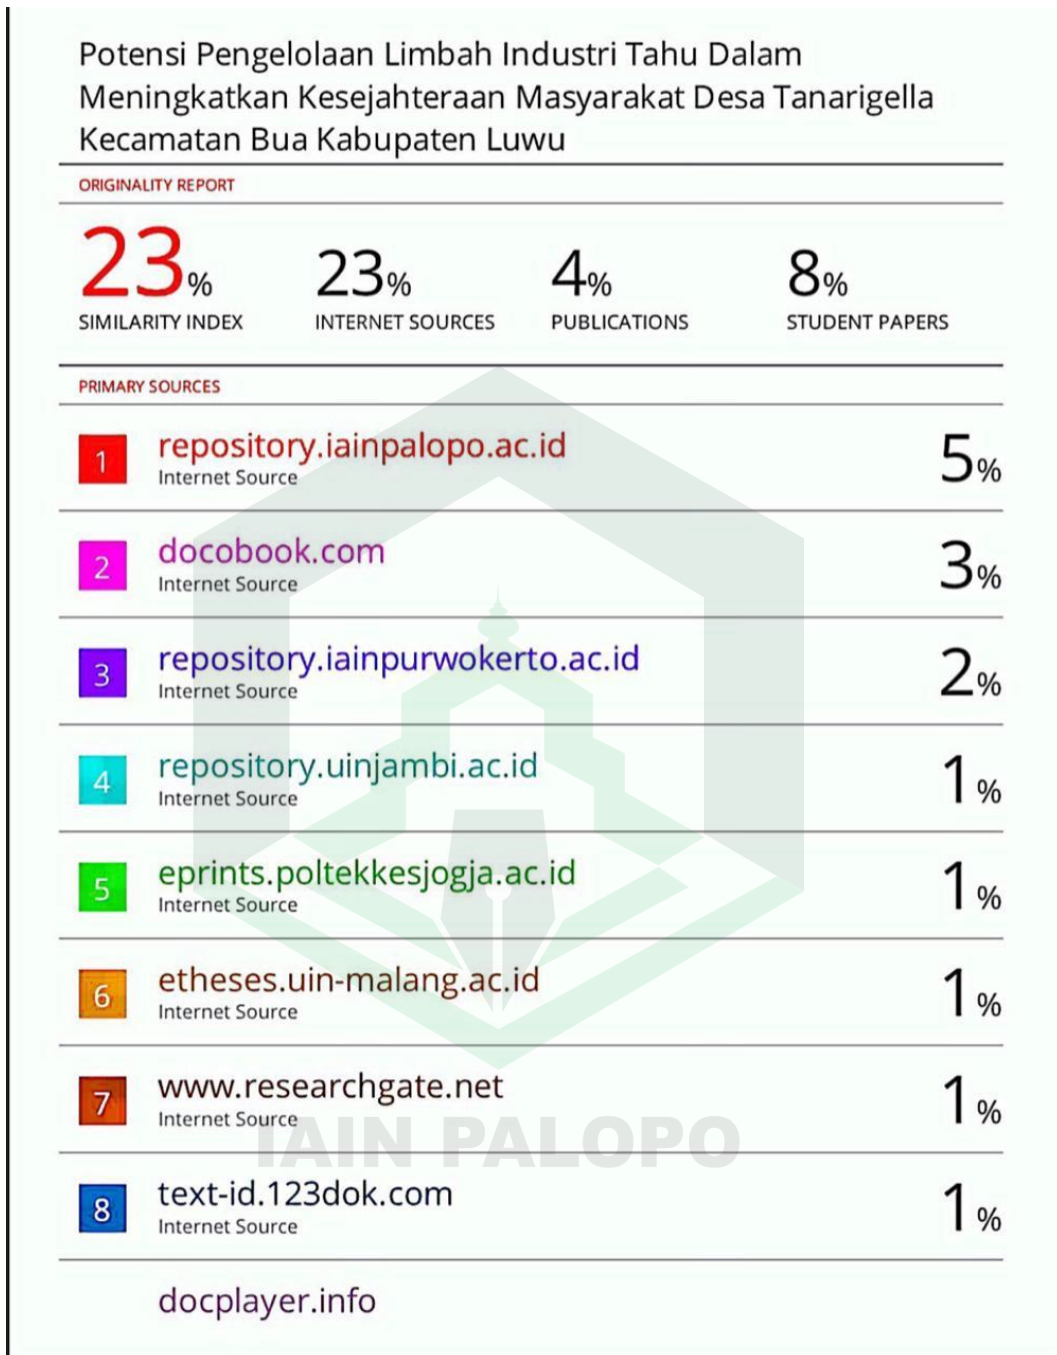 Potensi Pengelolaan Limbah Industri Tahu Dalam
Meningkatkan Kesejahteraan Masyarakat Desa Tanarigella
Kecamatan Bua Kabupaten Luwu
ORIGINALITY REPORT
23% 23% 4% 8%
SIMILARITY INDEX INTERNET SOURCES PUBLICATIONS STUDENT PAPERS
PRIMARY SOURCES
1 repository.iainpalopo.ac.id 5%
Internet Source
2 docobook.com 3%
Internet Source
3 repository.iainpurwokerto.ac.id 2%
Internet Source
4 repository.uinjambi.ac.id 1%
Internet Source
5 eprints.poltekkesjogja.ac.id 1%
Internet Source
6 etheses.uin-malang.ac.id 1%
Internet Source
7 www.researchgate.net 1%
Internet Source
IAIN PALOPO
8 text-id.123dok.com 1%
Internet Source
docplayer.info